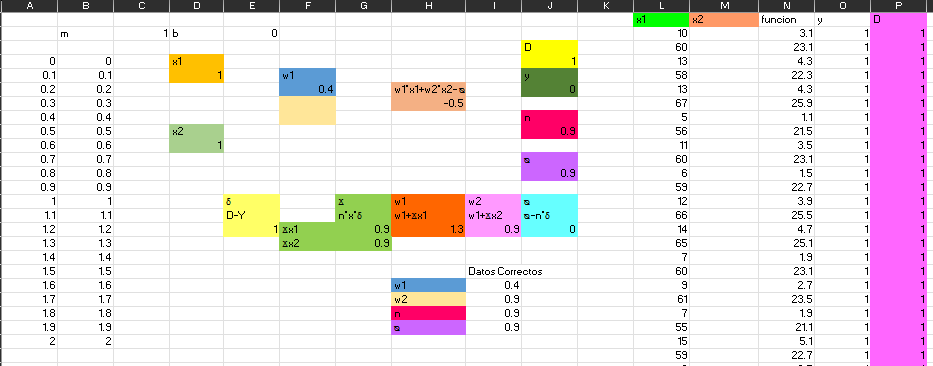 A B C D E F G H I J K L M N O P
x1 x2 funcion y D
m 1 b 0 10 3.1 1 1
D 60 23.1 1 1
0 0 x1 1 13 4.3 1 1
0.1 0.1 1 w1 y 58 22.3 1 1
0.2 0.2 0.4 w1*x1+w2*x2-ᴓ 0 13 4.3 1 1
0.3 0.3 -0.5 67 25.9 1 1
0.4 0.4 n 5 1.1 1 1
0.5 0.5 x2 0.9 56 21.5 1 1
0.6 0.6 1 11 3.5 1 1
0.7 0.7 ᴓ 60 23.1 1 1
0.8 0.8 0.9 6 1.5 1 1
0.9 0.9 59 22.7 1 1
1 1 δ ⴳ w1 w2 ᴓ 12 3.9 1 1
1.1 1.1 D-Y n*x*δ w1+ⴳx1 w1+ⴳx2 ᴓ-n*δ 66 25.5 1 1
1.2 1.2 1 ⴳx1 0.9 1.3 0.9 0 14 4.7 1 1
1.3 1.3 ⴳx2 0.9 65 25.1 1 1
1.4 1.4 7 1.9 1 1
1.5 1.5 Datos Correctos 60 23.1 1 1
1.6 1.6 w1 0.4 9 2.7 1 1
1.7 1.7 w2 0.9 61 23.5 1 1
1.8 1.8 n 0.9 7 1.9 1 1
1.9 1.9 ᴓ 0.9 55 21.1 1 1
2 2 15 5.1 1 1
59 22.7 1 1